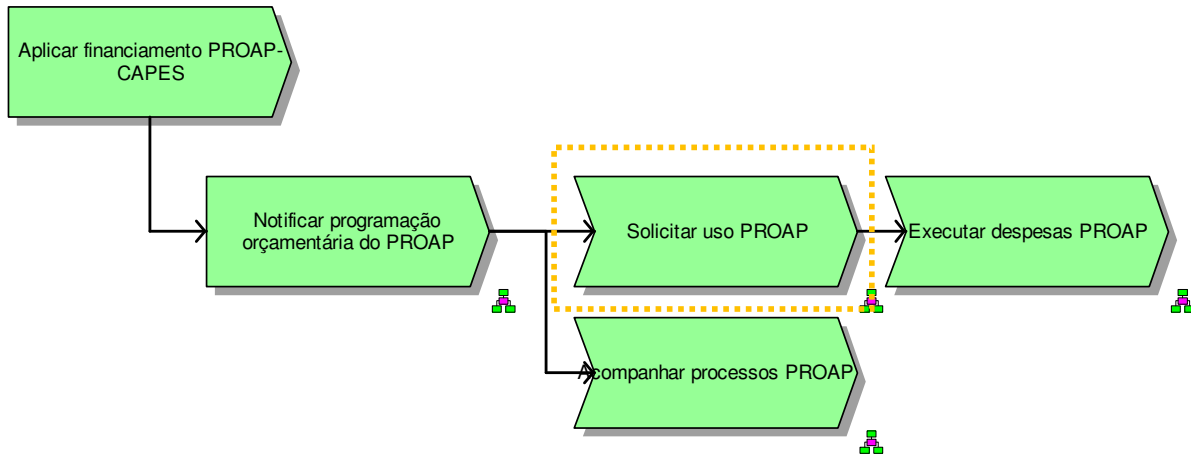 Aplicar financiamento PROAP-
CAPES
Notificar programação
orçamentária do PROAP
Solicitar uso PROAP
Executar despesas PROAP
Acompanhar processos PROAP